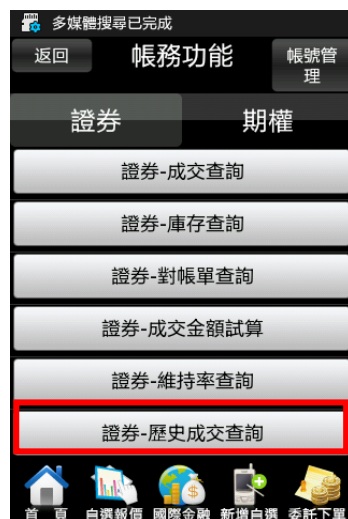 多媒體搜尋已完成
返回 帳務功能 帳號管
理
證券 期權
證券-成交查詢
證券-庫存查詢
證券-對帳單查詢
證券-成交金額試算
證券-維持率查詢
證券-歷史成交查詢
首 頁 自選報價 國際金融 新增自選 委託下單